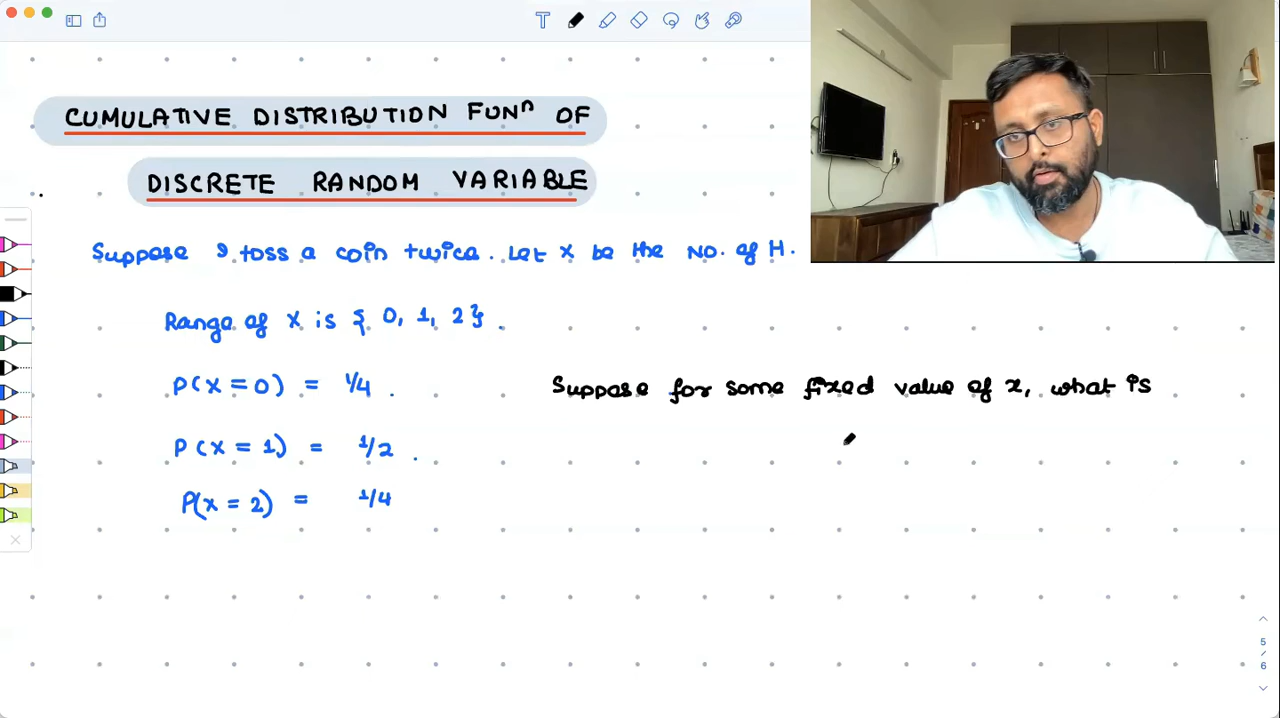 CUMULATIVE DISTRIBUTION FUNⁿ OF
DISCRETE RANDOM VARIABLE
Suppose I toss a coin twice. Let X be the No. of H.
Range of X is { 0, 1, 2 }.
P(X = 0) = 1/4.
P(X = 1) = 1/2.
P(X = 2) = 1/4
Suppose for some fixed value of x, what is
5
/
6